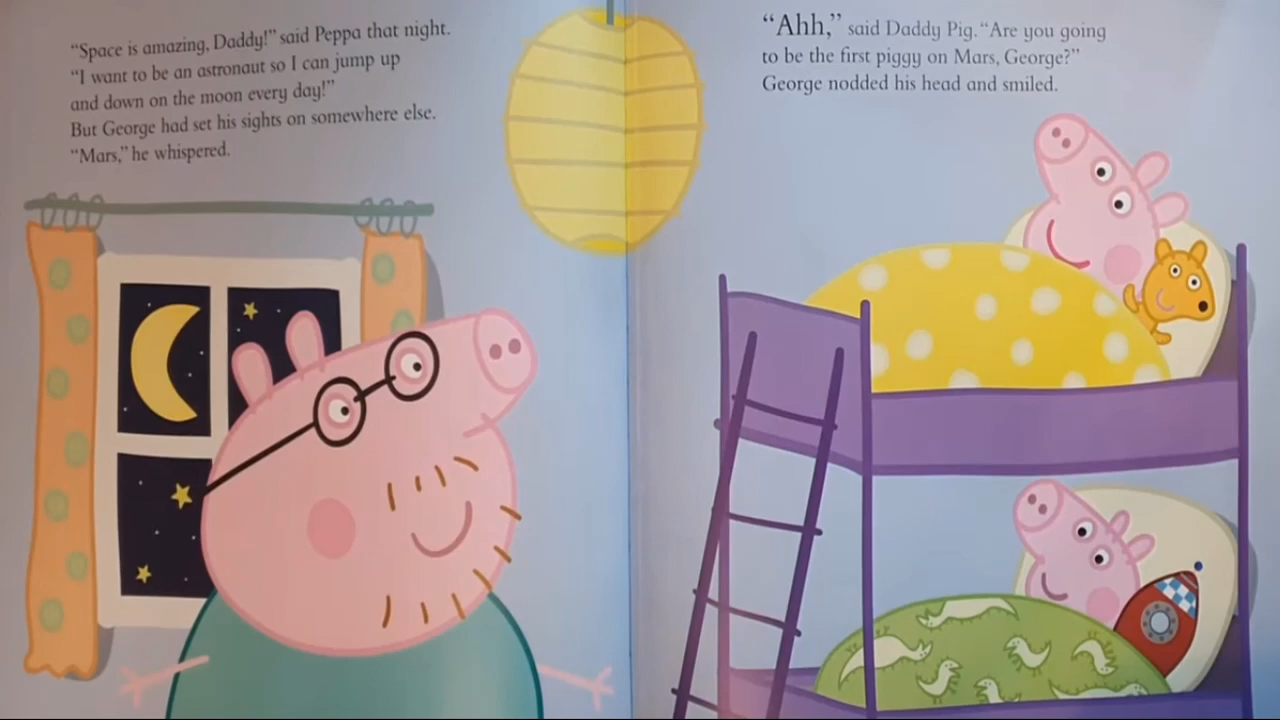 “Space is amazing, Daddy!” said Peppa that night.
“I want to be an astronaut so I can jump up
and down on the moon every day!”
But George had set his sights on somewhere else.
“Mars,” he whispered.
“Ahh,” said Daddy Pig. “Are you going
to be the first piggy on Mars, George?”
George nodded his head and smiled.